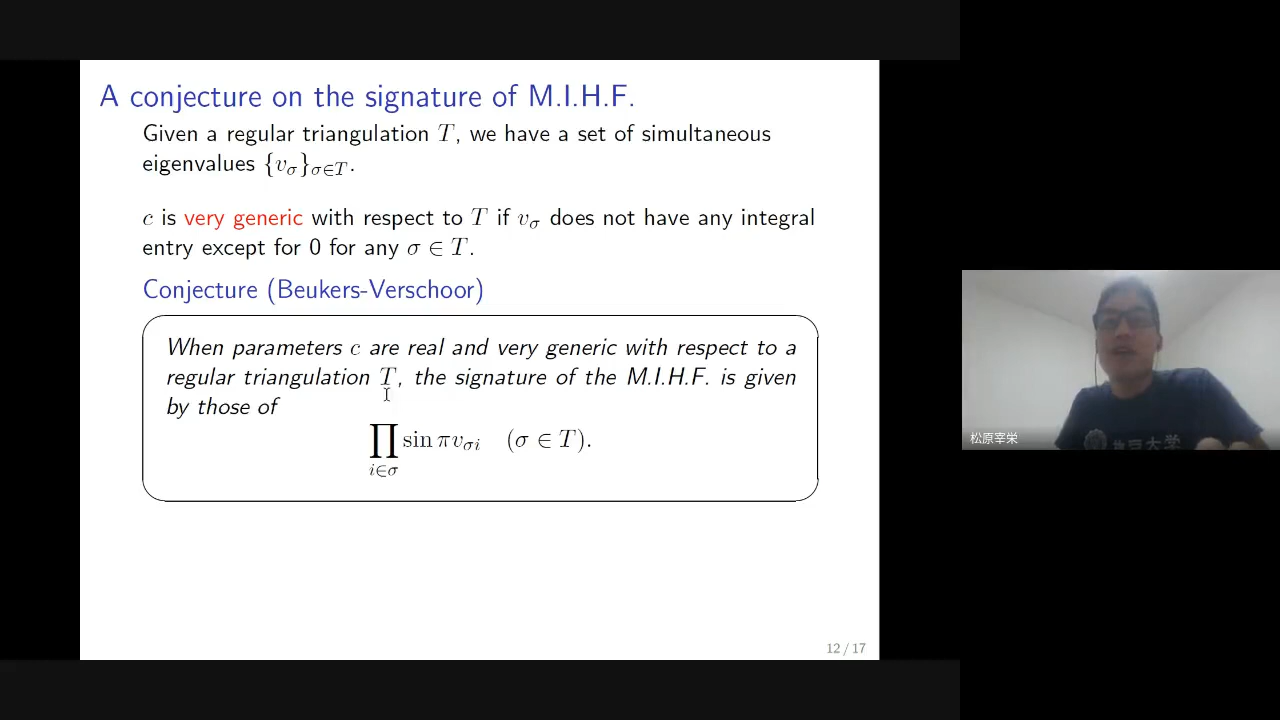 A conjecture on the signature of M.I.H.F.
Given a regular triangulation T, we have a set of simultaneous
eigenvalues {v_σ}_{σ∈T}.
c is very generic with respect to T if v_σ does not have any integral
entry except for 0 for any σ ∈ T.
Conjecture (Beukers-Verschoor)
When parameters c are real and very generic with respect to a
regular triangulation T, the signature of the M.I.H.F. is given
by those of
∏_{i∈σ} sin πv_{σi} (σ ∈ T).
12 / 17
松原宰栄